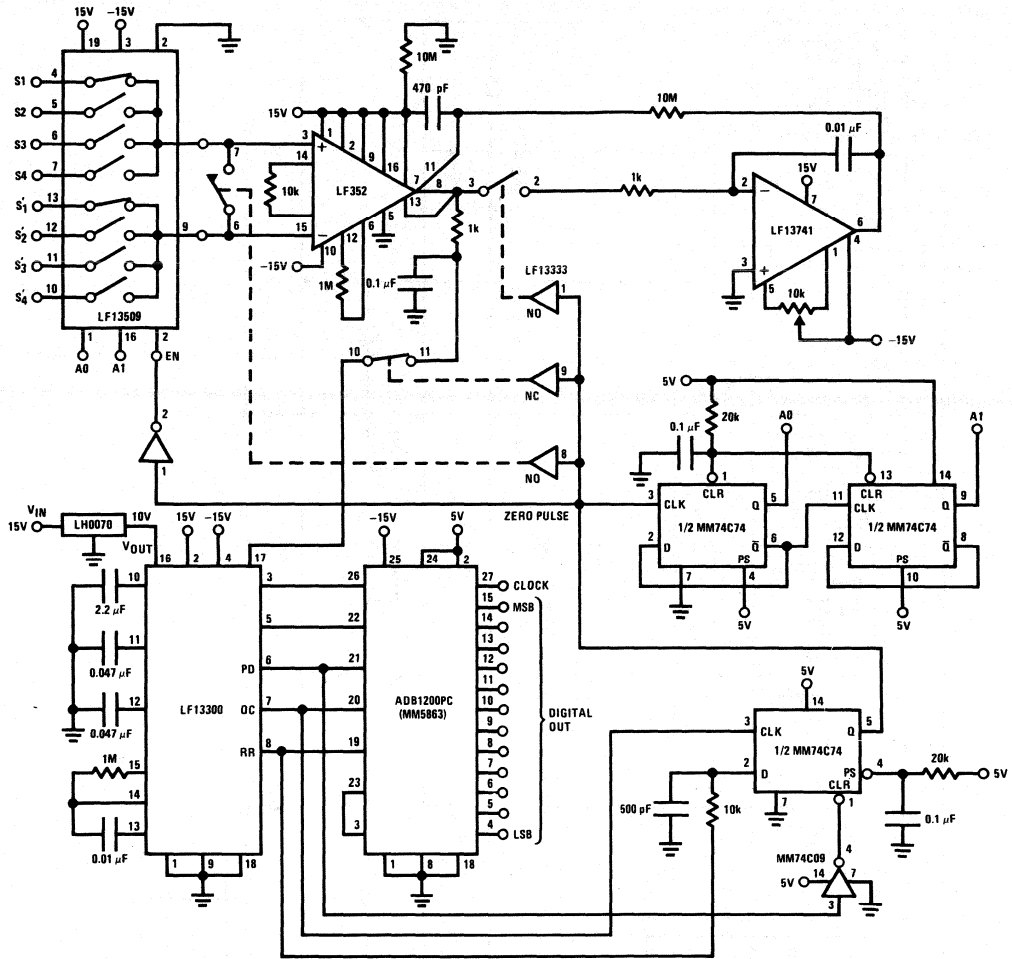 15V
-15V
19
3
2
S1
4
S2
5
S3
6
S4
7
S'1
13
S'2
12
S'3
11
S'4
10
LF13509
1
16
2
A0
A1
EN
2
1
9
7
6
10M
470 pF
15V
3
1
2
9
16
14
10k
LF352
7
11
8
13
15
10
12
5
6
-15V
1M
0.1 µF
1k
3
2
10M
0.01 µF
1k
15V
2
7
LF13741
6
4
3
5
1
10k
-15V
LF13333
1
NO
10
11
9
NC
8
NO
ZERO PULSE
5V
20k
0.1 µF
A0
A1
1
CLR
3
CLK
Q
5
1/2 MM74C74
2
D
Q̅
6
PS
7
4
5V
13
14
CLR
11
CLK
Q
9
1/2 MM74C74
12
D
Q̅
8
PS
10
5V
VIN
15V
LH0070
10V
VOUT
15V
-15V
16
2
4
17
10
2.2 µF
11
0.047 µF
12
0.047 µF
1M
15
14
13
0.01 µF
LF13300
3
5
PD
6
OC
7
RR
8
1
9
18
-15V
5V
25
24
2
26
22
21
20
19
23
3
ADB1200PC
(MM5863)
27
CLOCK
15
MSB
14
13
12
11
10
9
8
7
6
5
4
LSB
DIGITAL
OUT
1
8
18
5V
14
3
CLK
Q
5
1/2 MM74C74
2
D
PS
4
CLR
7
1
20k
5V
0.1 µF
500 pF
10k
4
MM74C09
5V
14
7
3